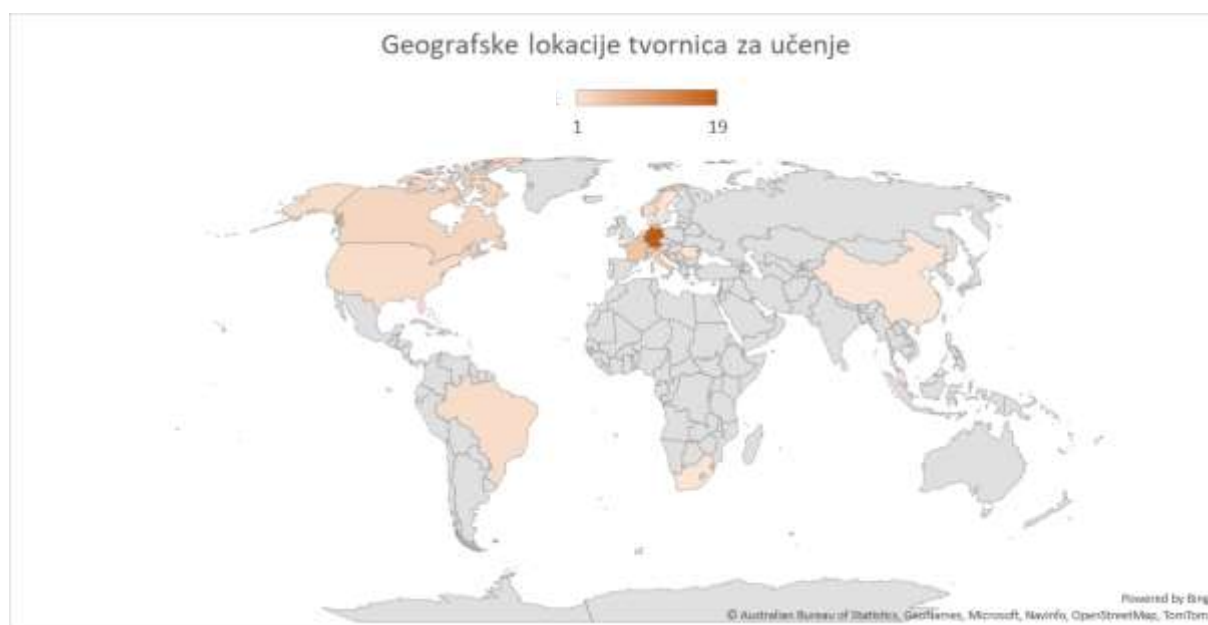 Geografske lokacije tvornica za učenje
1 19
Powered by Bing
© Australian Bureau of Statistics, GeoNames, Microsoft, Navinfo, OpenStreetMap, TomTom